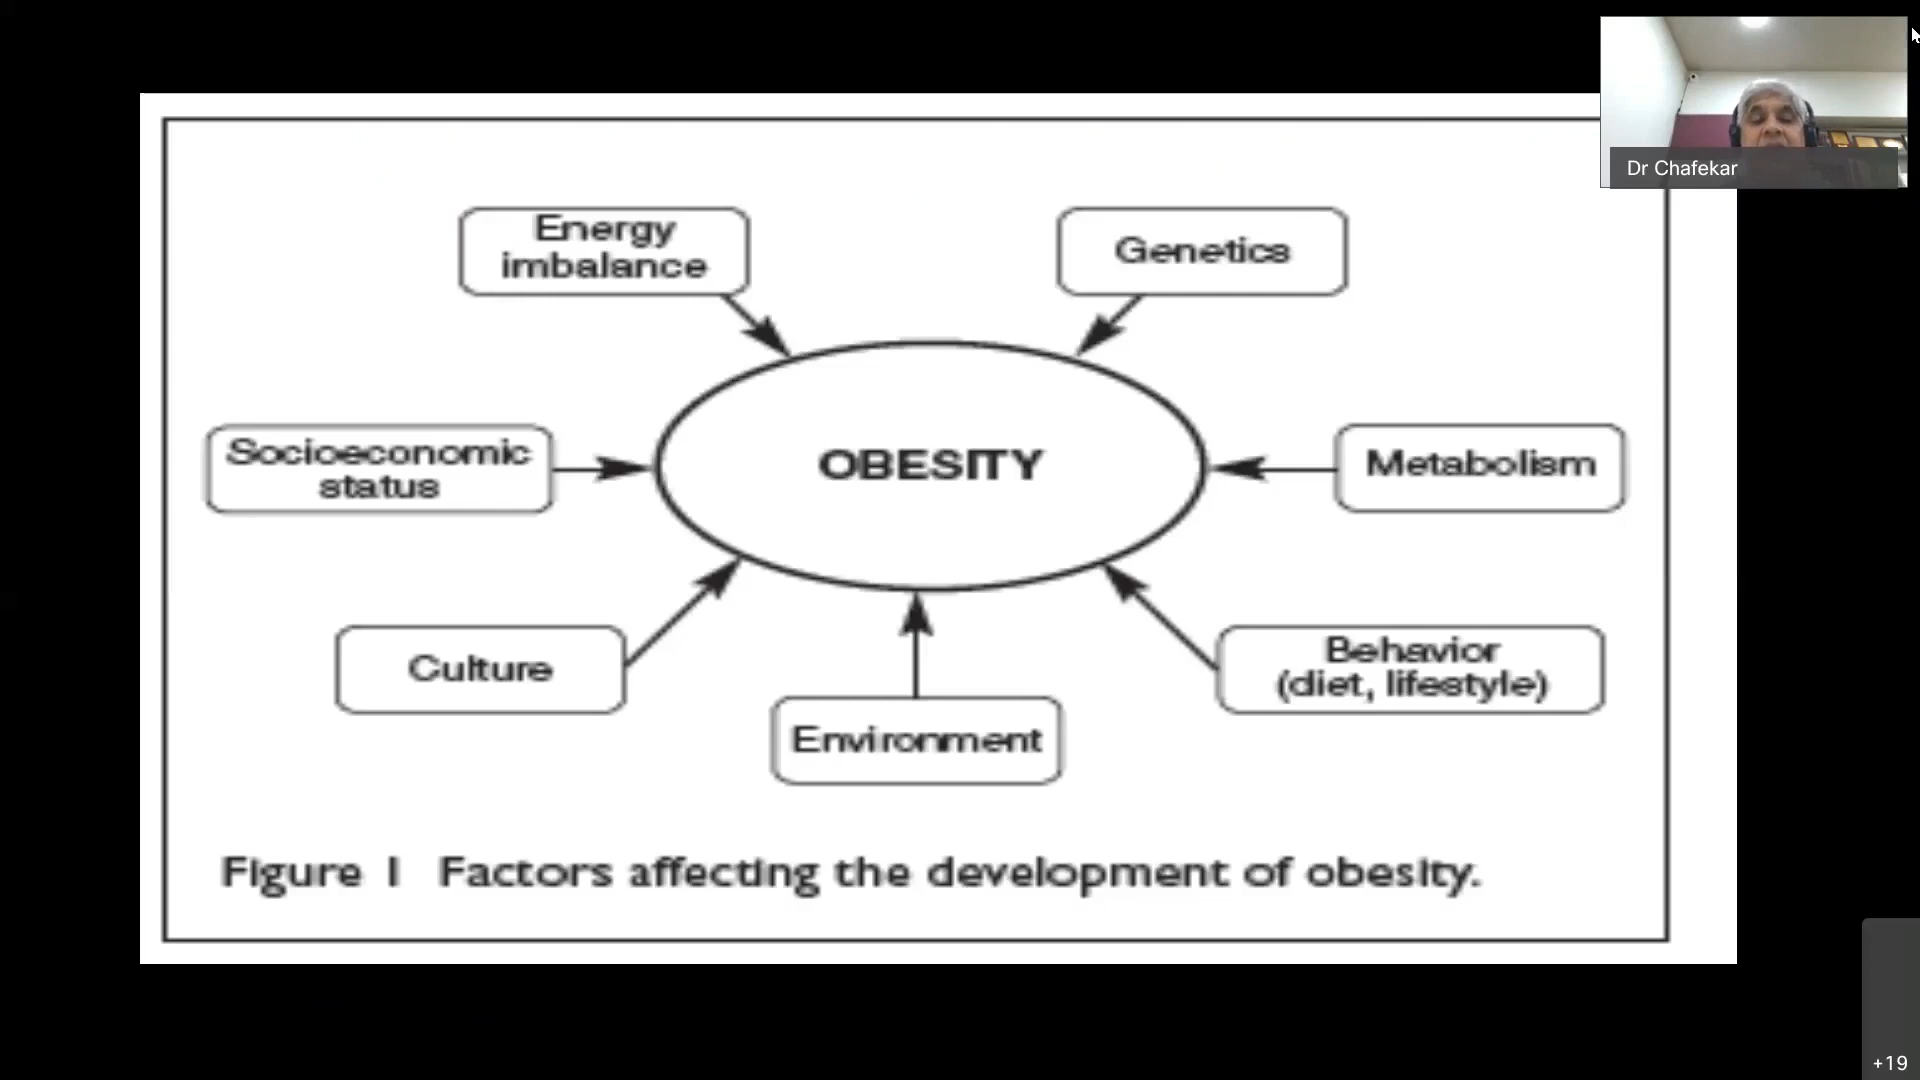 Dr Chafekar
Energy
imbalance
Genetics
Socioeconomic
status
OBESITY
Metabolism
Culture
Environment
Behavior
(diet, lifestyle)
Figure 1 Factors affecting the development of obesity.
+19